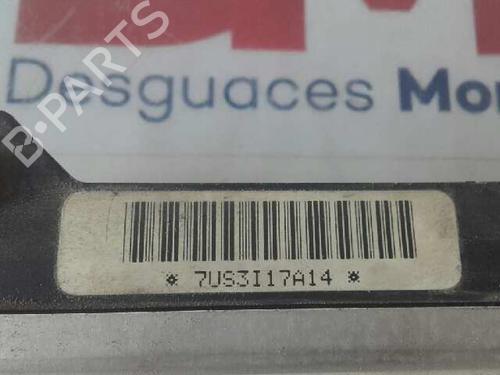 B-PARTS
Desguaces Mo
* 7US3I17A14 *